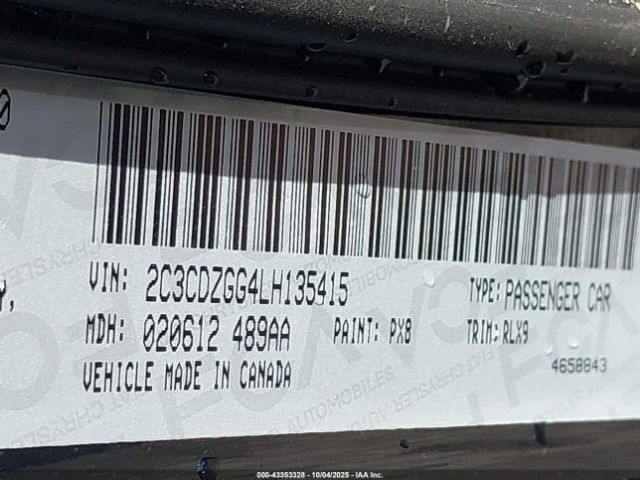 VIN: 2C3CDZGG4LH135415 TYPE: PASSENGER CAR
MDH: 020612 489AA PAINT: PX8 TRIM: RLX9
VEHICLE MADE IN CANADA 4658843
000-43353328 - 10/04/2025 - IAA Inc.